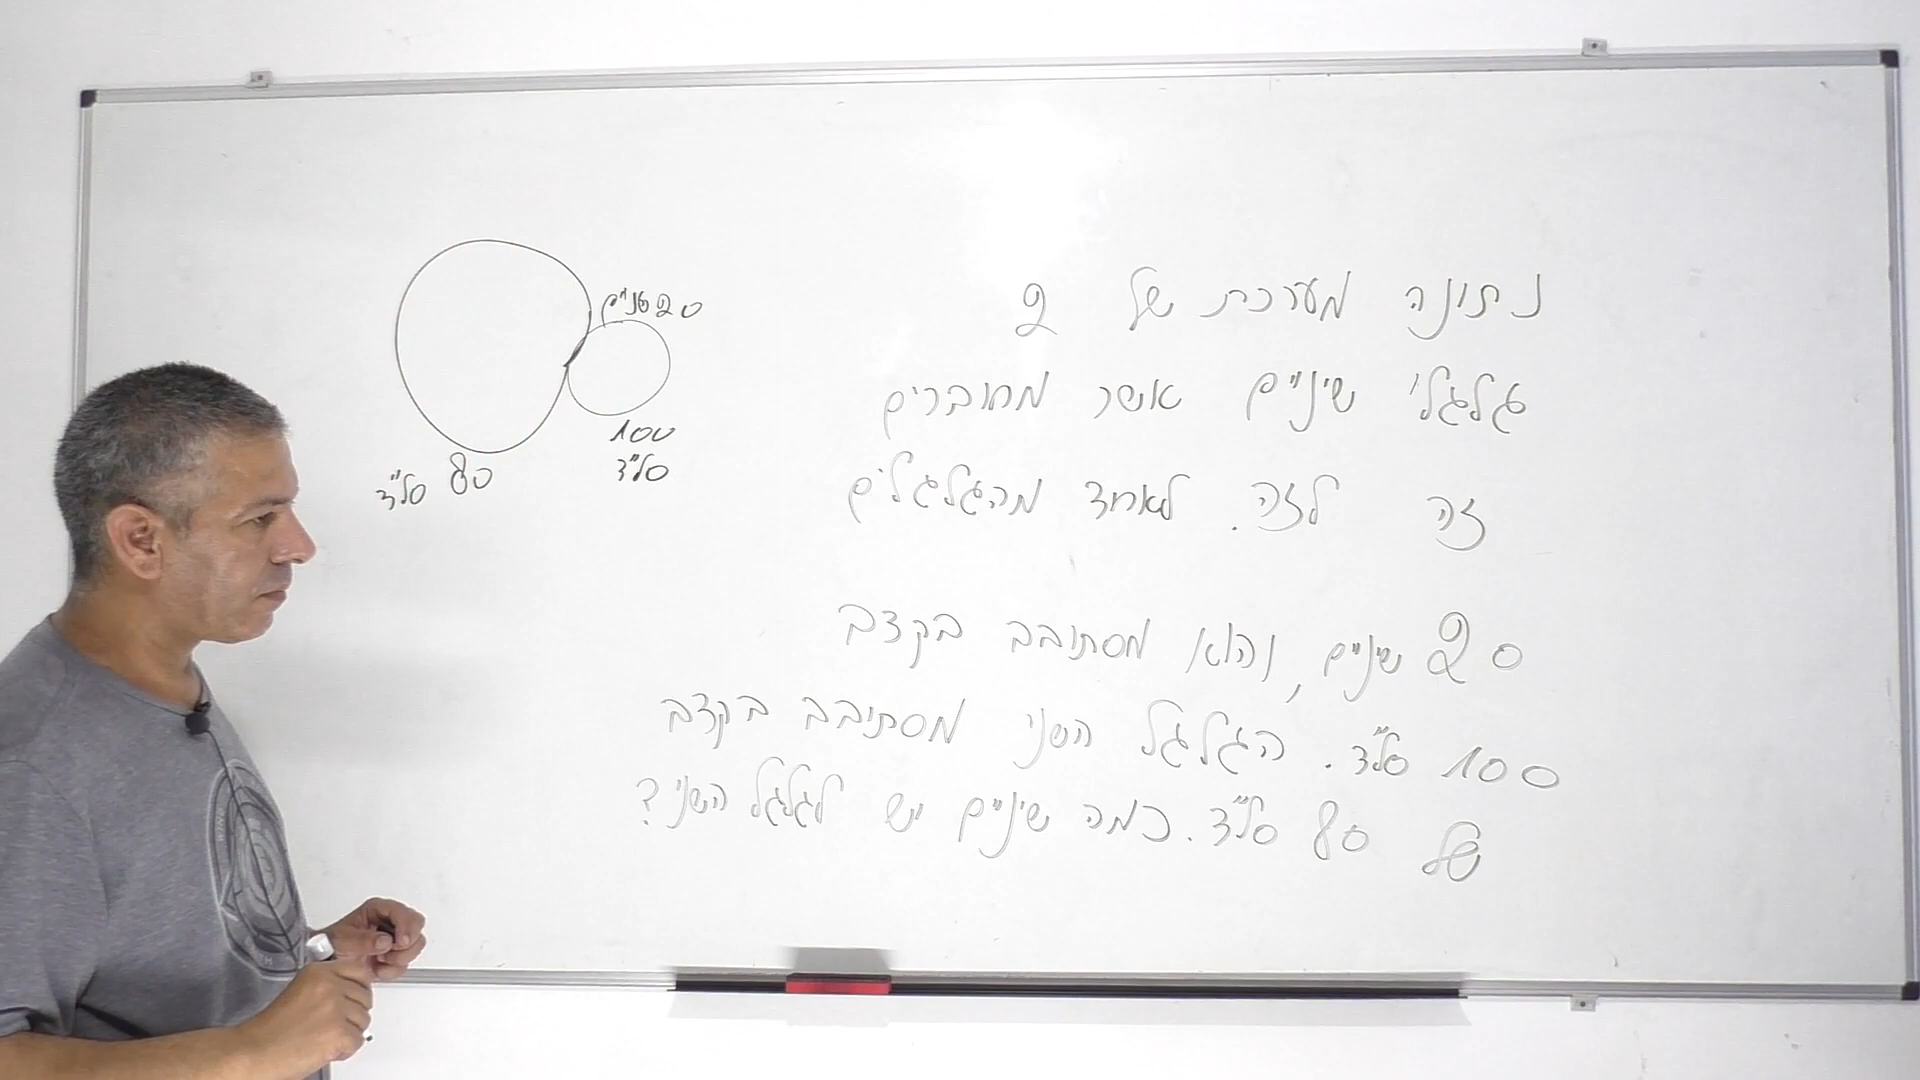 נתונה מערכת של 2
גלגלי שיניים אשר מחוברים
זה לזה. לאחד מהגלגלים
20 שיניים, והוא מסתובב בקצב
100 סל"ד. הגלגל השני מסתובב בקצב
של 80 סל"ד. כמה שיניים יש לגלגל השני?
20 שניים
100
סל"ד
80 סל"ד